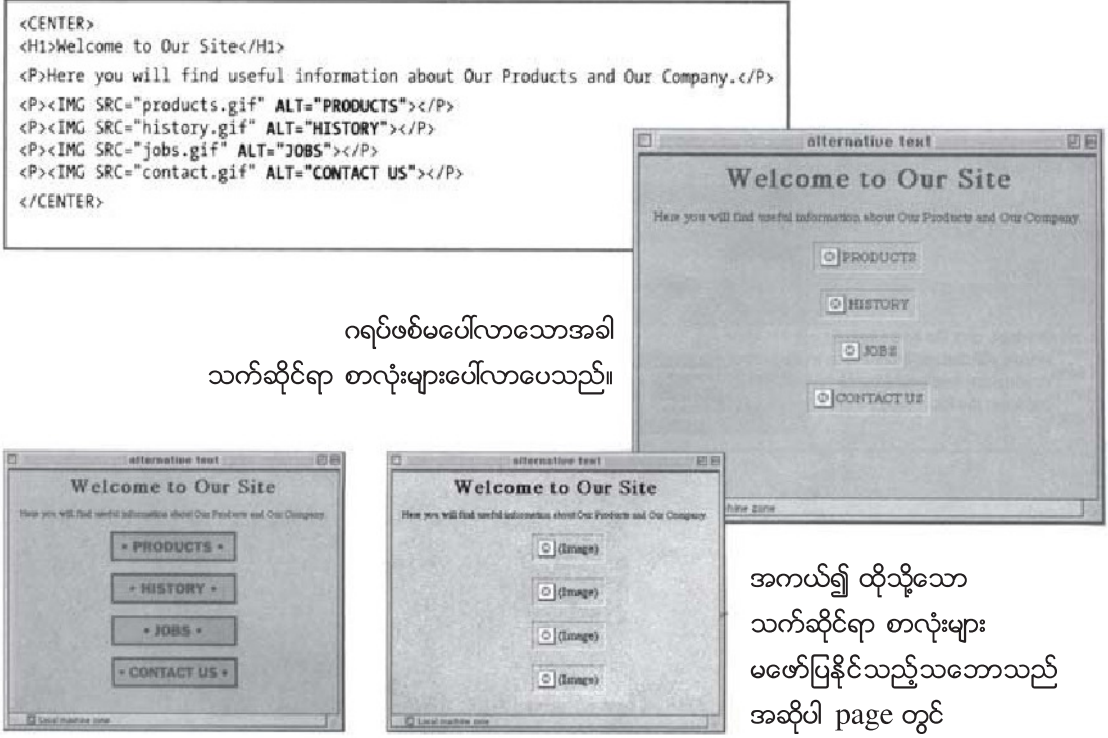 <CENTER>
<H1>Welcome to Our Site</H1>
<P>Here you will find useful information about Our Products and Our Company.</P>
<P><IMG SRC="products.gif" ALT="PRODUCTS"></P>
<P><IMG SRC="history.gif" ALT="HISTORY"></P>
<P><IMG SRC="jobs.gif" ALT="JOBS"></P>
<P><IMG SRC="contact.gif" ALT="CONTACT US"></P>
</CENTER>
alternative text
Welcome to Our Site
Here you will find useful information about Our Products and Our Company.
PRODUCTS
HISTORY
JOBS
CONTACT US
hine zone
ဂရပ်ဖစ်မပေါ်လာသောအခါ
သက်ဆိုင်ရာ စာလုံးများပေါ်လာပေသည်။
alternative text
Welcome to Our Site
Here you will find useful information about Our Products and Our Company.
• PRODUCTS •
• HISTORY •
• JOBS •
• CONTACT US •
Local machine zone
alternative text
Welcome to Our Site
Here you will find useful information about Our Products and Our Company.
(Image)
(Image)
(Image)
(Image)
Local machine zone
အကယ်၍ ထိုသို့သော
သက်ဆိုင်ရာ စာလုံးများ
မဖော်ပြနိုင်သည့်သဘောသည်
အဆိုပါ page တွင်